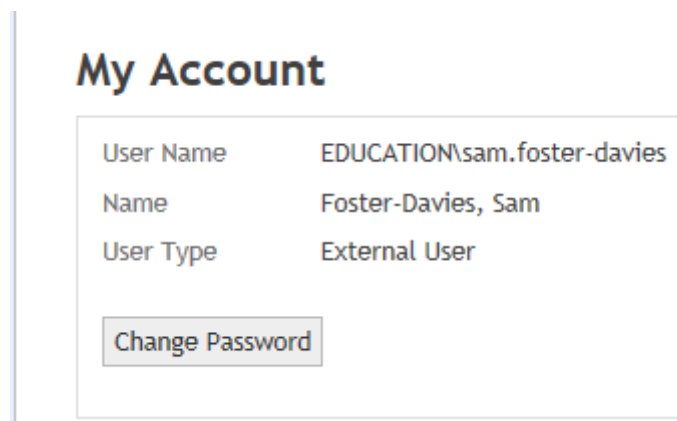 My Account
User Name EDUCATION\sam.foster-davies
Name Foster-Davies, Sam
User Type External User
Change Password